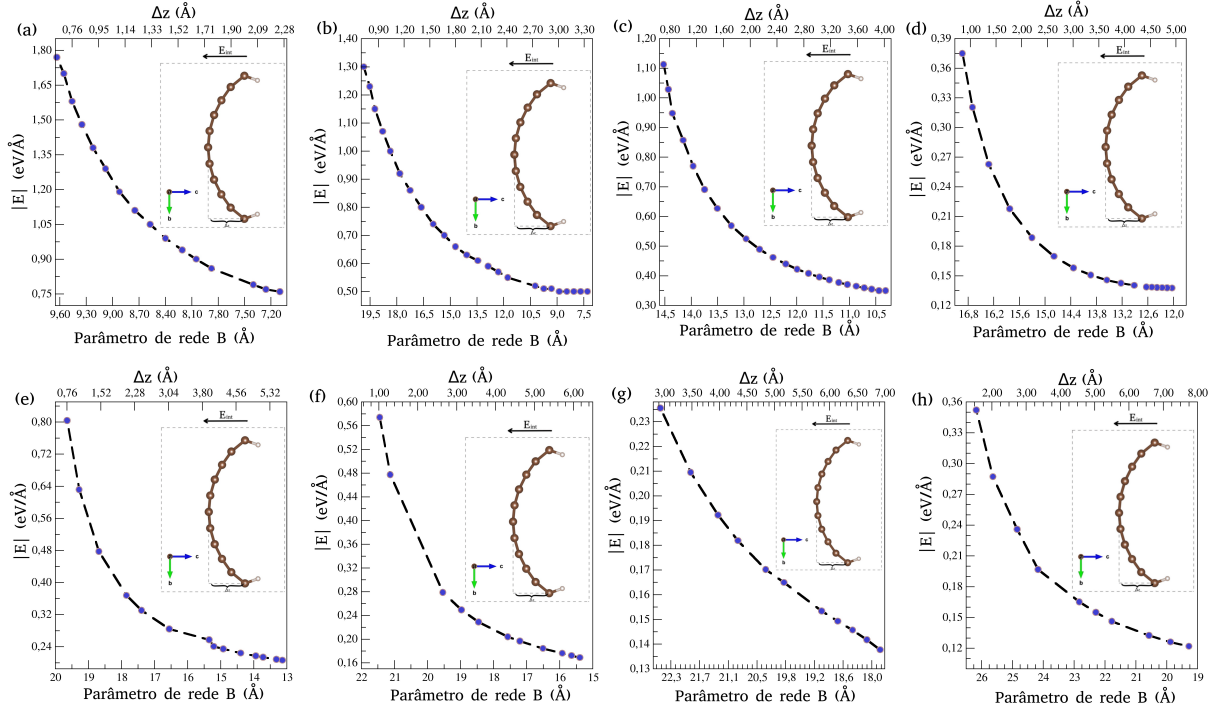 Δz (Å)
0,76 0,95 1,14 1,33 1,52 1,71 1,90 2,09 2,28
(a)
|E| (eV/Å)
1,80
1,65
1,50
1,35
1,20
1,05
0,90
0,75
E int
c
b
9,60 9,30 9,00 8,70 8,40 8,10 7,80 7,50 7,20
Parâmetro de rede B (Å)
Δz (Å)
0,90 1,20 1,50 1,80 2,10 2,40 2,70 3,00 3,30
(b)
|E| (eV/Å)
1.40
1.30
1.20
1.10
1.00
0.90
0.80
0.70
0.60
0.50
E int
c
b
19,5 18,0 16,5 15,0 13,5 12,0 10,5 9,0 7,5
Parâmetro de rede B (Å)
Δz (Å)
0,80 1,20 1,60 2,00 2,40 2,80 3,20 3,60 4,00
(c)
|E| (eV/Å)
1,20
1,10
1,00
0,90
0,80
0,70
0,60
0,50
0,40
0,30
E int
c
b
14,5 14,0 13,5 13,0 12,5 12,0 11,5 11,0 10,5
Parâmetro de rede B (Å)
Δz (Å)
1,00 1,50 2,00 2,50 3,00 3,50 4,00 4,50 5,00
(d)
|E| (eV/Å)
0,39
0,36
0,33
0,30
0,27
0,24
0,21
0,18
0,15
0,12
E int
c
b
16,8 16,2 15,6 15,0 14,4 13,8 13,2 12,6 12,0
Parâmetro de rede B (Å)
Δz (Å)
0,76 1,52 2,28 3,04 3,80 4,56 5,32
(e)
|E| (eV/Å)
0,80
0,72
0,64
0,56
0,48
0,40
0,32
0,24
E int
c
b
20 19 18 17 16 15 14 13
Parâmetro de rede B (Å)
Δz (Å)
1,00 2,00 3,00 4,00 5,00 6,00
(f)
|E| (eV/Å)
0,60
0,56
0,52
0,48
0,44
0,40
0,36
0,32
0,28
0,24
0,20
0,16
E int
c
b
22 21 20 19 18 17 16 15
Parâmetro de rede B (Å)
Δz (Å)
3,00 3,50 4,00 4,50 5,00 5,50 6,00 6,50 7,00
(g)
|E| (eV/Å)
0,23
0,22
0,21
0,19
0,18
0,17
0,16
0,15
0,14
0,13
E int
c
b
22,3 21,7 21,1 20,5 19,8 19,2 18,6 18,0
Parâmetro de rede B (Å)
Δz (Å)
2,00 3,00 4,00 5,00 6,00 7,00 8,00
(h)
|E| (eV/Å)
0,36
0,33
0,30
0,27
0,24
0,21
0,18
0,15
0,12
E int
c
b
26 25 24 23 22 21 20 19
Parâmetro de rede B (Å)